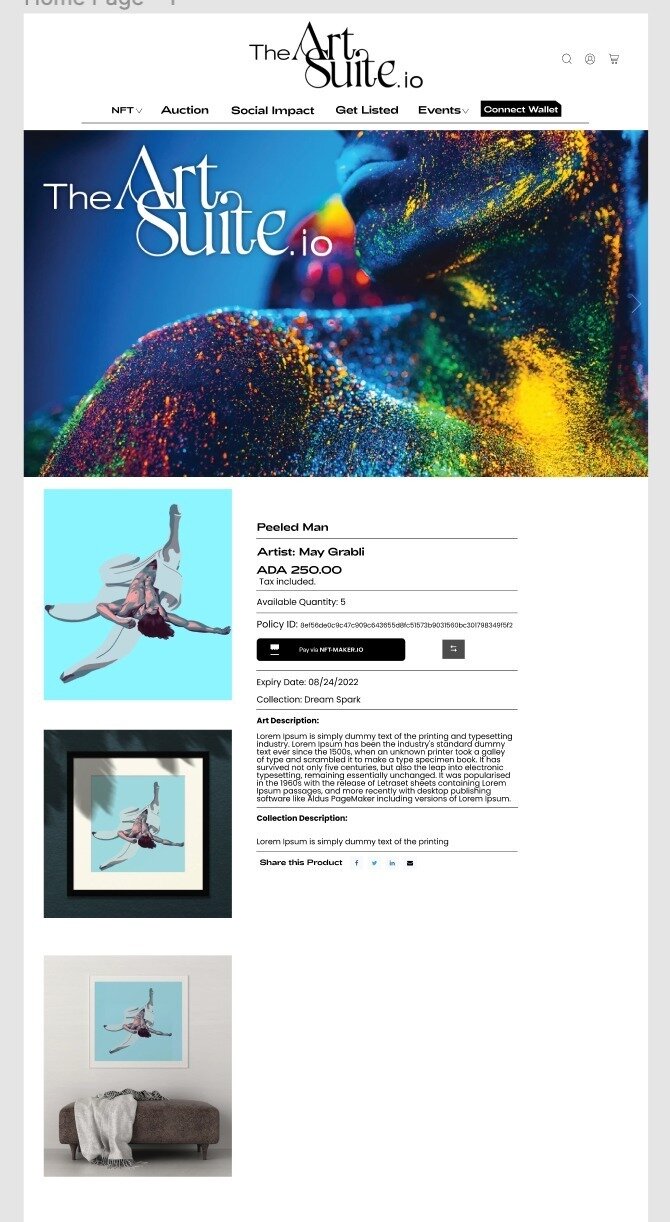 Home Page – 1
The Art
Suite.io
NFT Auction Social Impact Get Listed Events Connect Wallet
The Art
Suite.io
Peeled Man
Artist: May Grabli
ADA 250.00
Tax included.
Available Quantity: 5
Policy ID: 8ef56de0c9c47c909c643655d8fc51573b9031560bc301798349f5f2
Pay via NFT-MAKER.IO
Expiry Date: 08/24/2022
Collection: Dream Spark
Art Description:
Lorem Ipsum is simply dummy text of the printing and typesetting
industry. Lorem Ipsum has been the industry's standard dummy
text ever since the 1500s, when an unknown printer took a galley
of type and scrambled it to make a type specimen book. It has
survived not only five centuries, but also the leap into electronic
typesetting, remaining essentially unchanged. It was popularised
in the 1960s with the release of Letraset sheets containing Lorem
Ipsum passages, and more recently with desktop publishing
software like Aldus PageMaker including versions of Lorem Ipsum.
Collection Description:
Lorem Ipsum is simply dummy text of the printing
Share this Product